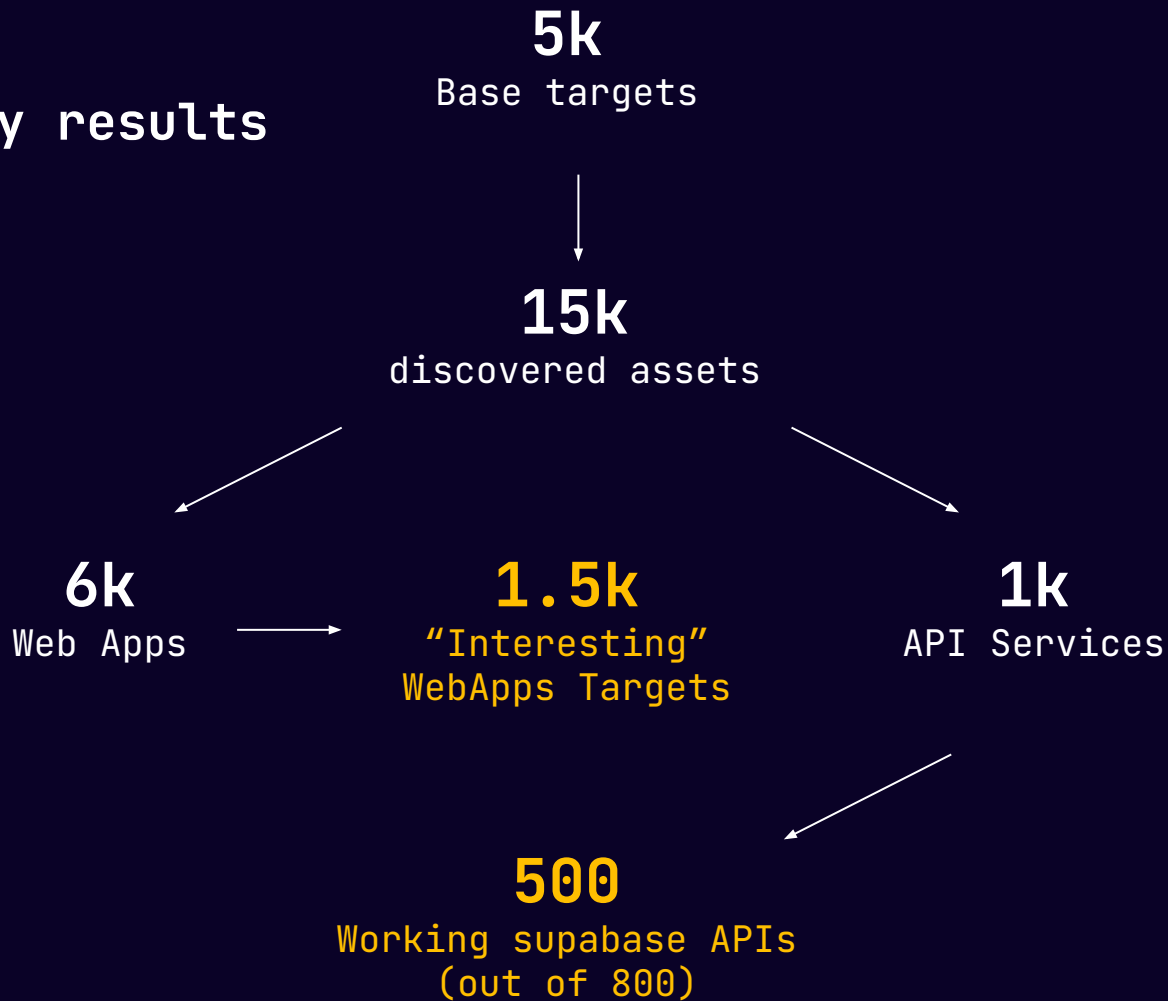 5k
Base targets
y results
15k
discovered assets
6k
Web Apps
1.5k
“Interesting”
WebApps Targets
1k
API Services
500
Working supabase APIs
(out of 800)